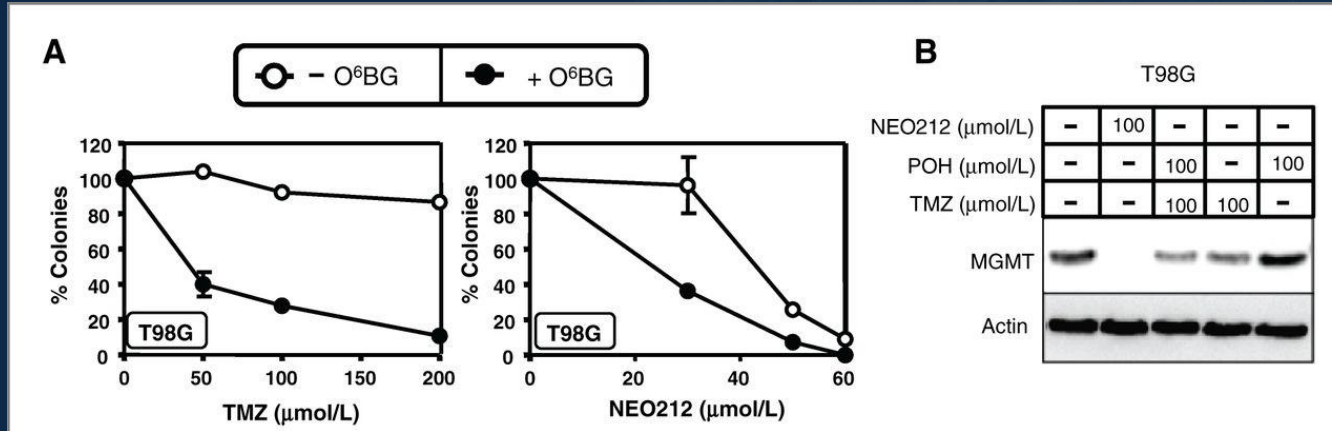 A
– O⁶BG
+ O⁶BG
120
100
80
60
40
20
0
% Colonies
T98G
0 50 100 150 200
TMZ (μmol/L)
120
100
80
60
40
20
0
% Colonies
T98G
0 20 40 60
NEO212 (μmol/L)
B
T98G
NEO212 (μmol/L) – 100 – – –
POH (μmol/L) – – 100 – 100
TMZ (μmol/L) – – 100 100 –
MGMT
Actin